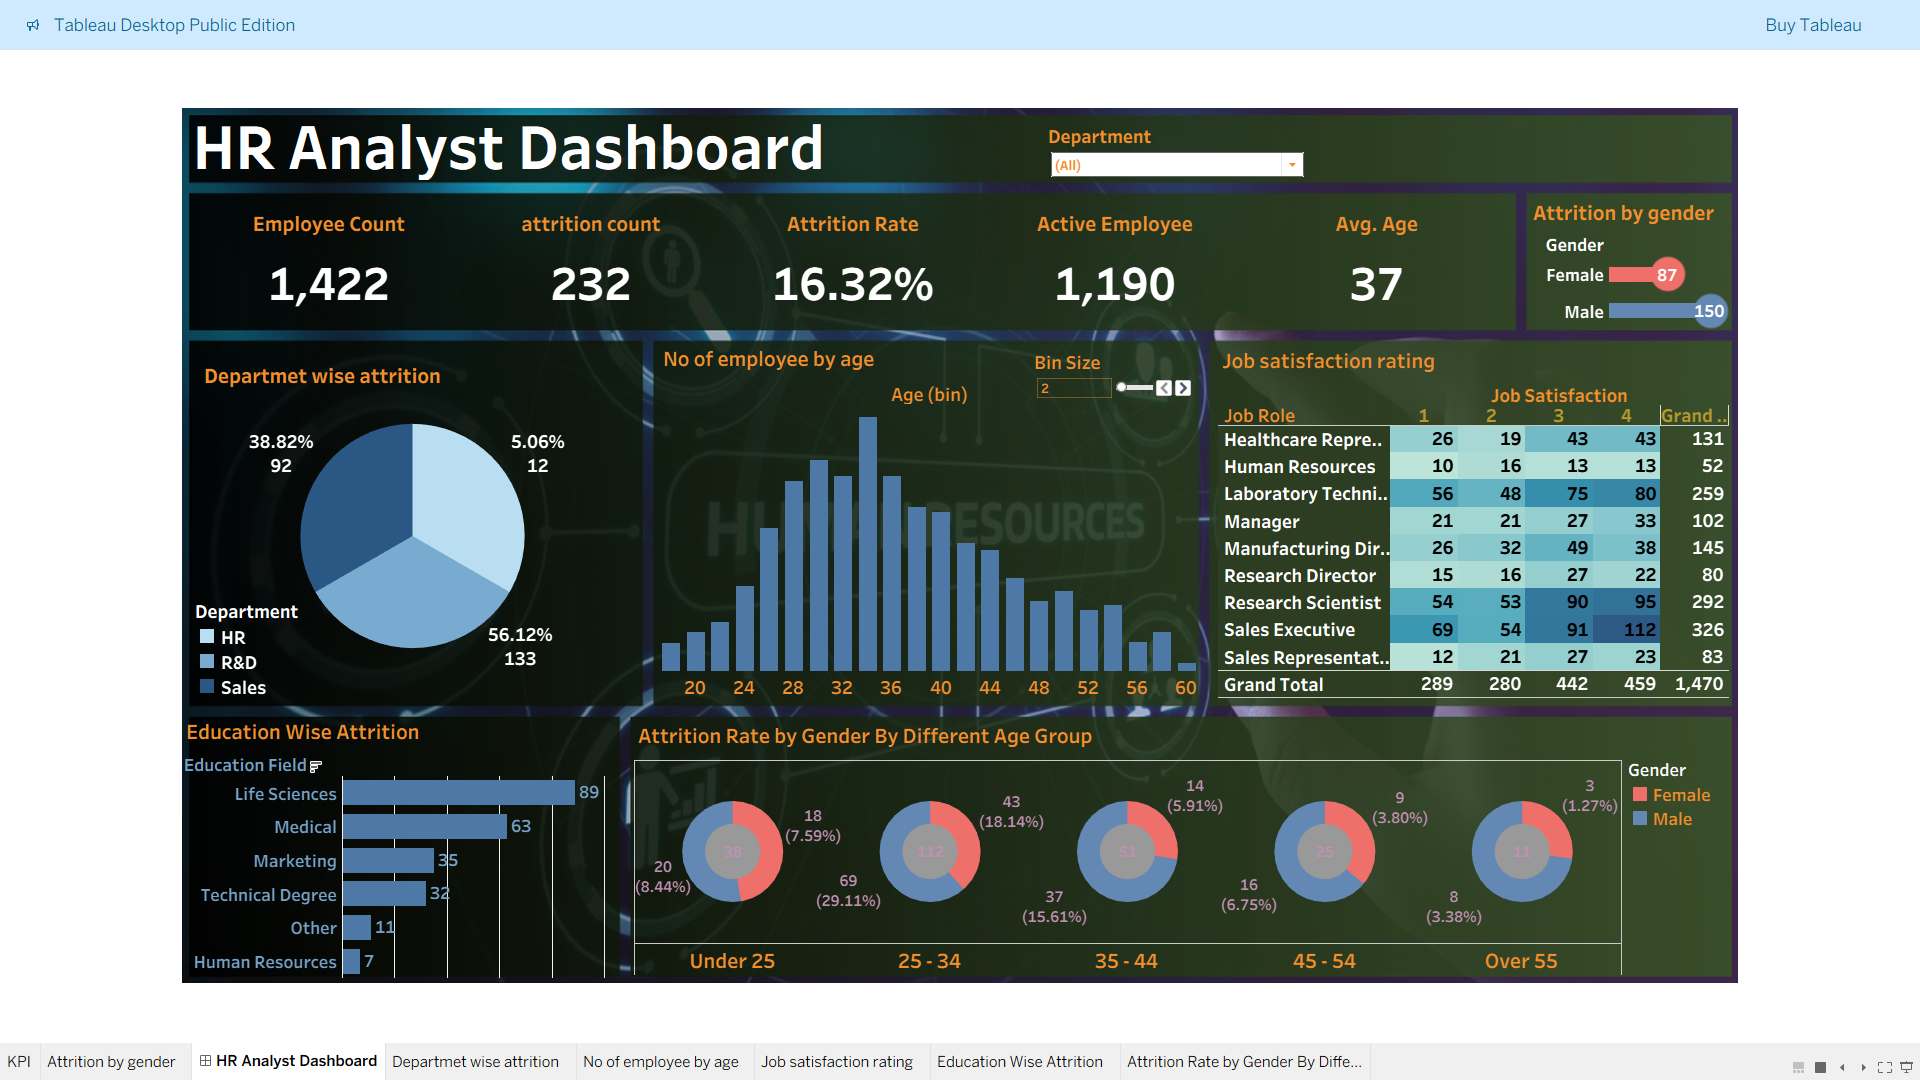 Tableau Desktop Public Edition
Buy Tableau
HR Analyst Dashboard
Department
(All)
Employee Count
attrition count
Attrition Rate
Active Employee
Avg. Age
1,422
232
16.32%
1,190
37
Attrition by gender
Gender
Female 87
Male 150
Departmet wise attrition
38.82%
92
5.06%
12
56.12%
133
Department
HR
R&D
Sales
No of employee by age
Bin Size
2
Age (bin)
HUMAN RESOURCES
20 24 28 32 36 40 44 48 52 56 60
Job satisfaction rating
Job Satisfaction
Job Role 1 2 3 4 Grand ..
Healthcare Repre.. 26 19 43 43 131
Human Resources 10 16 13 13 52
Laboratory Techni.. 56 48 75 80 259
Manager 21 21 27 33 102
Manufacturing Dir.. 26 32 49 38 145
Research Director 15 16 27 22 80
Research Scientist 54 53 90 95 292
Sales Executive 69 54 91 112 326
Sales Representat.. 12 21 27 23 83
Grand Total 289 280 442 459 1,470
Education Wise Attrition
Education Field
Life Sciences 89
Medical 63
Marketing 35
Technical Degree 32
Other 11
Human Resources 7
Attrition Rate by Gender By Different Age Group
18
(7.59%)
38
20
(8.44%)
43
(18.14%)
112
69
(29.11%)
14
(5.91%)
51
37
(15.61%)
9
(3.80%)
25
16
(6.75%)
3
(1.27%)
11
8
(3.38%)
Under 25
25 - 34
35 - 44
45 - 54
Over 55
Gender
Female
Male
KPI
Attrition by gender
HR Analyst Dashboard
Departmet wise attrition
No of employee by age
Job satisfaction rating
Education Wise Attrition
Attrition Rate by Gender By Diffe...